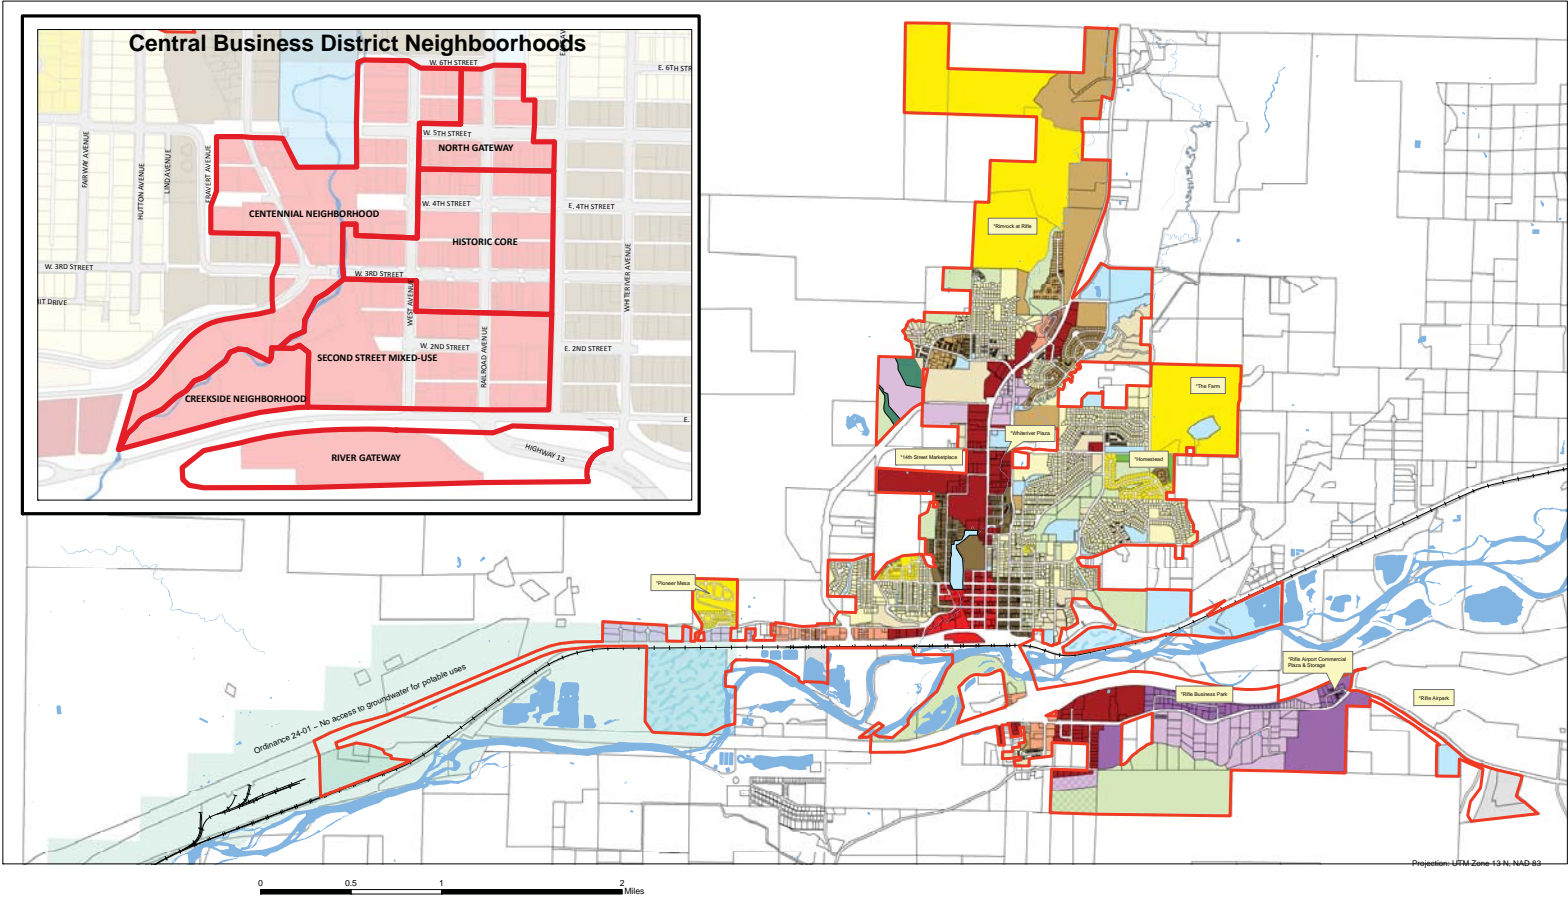 Central Business District Neighboorhoods
W. 6TH STREET
E. 6TH STR
W. 5TH STREET
NORTH GATEWAY
FAIRWAY AVENUE
HUTTON AVENUE
LIND AVENUE
W. 4TH STREET
E. 4TH STREET
CENTENNIAL NEIGHBORHOOD
HISTORIC CORE
W. 3RD STREET
W. 3RD STREET
IIT DRIVE
WEST AVENUE
WHITERIVER AVENUE
RAILROAD AVENUE
W. 2ND STREET
E. 2ND STREET
SECOND STREET MIXED-USE
CREEKSIDE NEIGHBORHOOD
E.
HIGHWAY 13
RIVER GATEWAY
*Rimrock at Rifle
*The Farm
*Whiteriver Plaza
*14th Street Marketplace
*Homestead
*Pioneer Mesa
*Rifle Airport Commercial
Plaza & Storage
*Rifle Business Park
*Rifle Airpark
Ordinance 24-01 – No access to groundwater for potable uses
Projection: UTM Zone 13 N, NAD 83
0 0.5 1 2
Miles